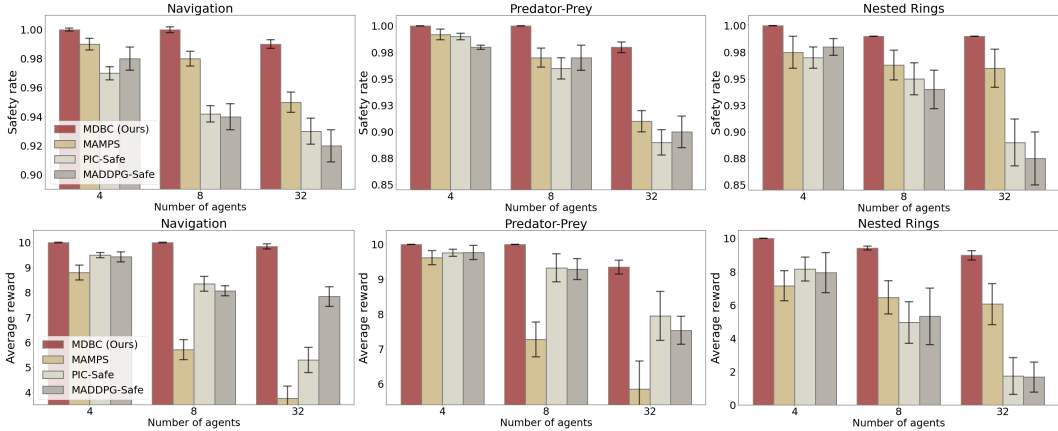 Navigation
Safety rate
1.00
0.98
0.96
0.94
0.92
0.90
MDBC (Ours)
MAMPS
PIC-Safe
MADDPG-Safe
4 8 32
Number of agents
Predator-Prey
Safety rate
1.00
0.98
0.95
0.93
0.90
0.88
0.85
4 8 32
Number of agents
Nested Rings
Safety rate
1.00
0.98
0.95
0.93
0.90
0.88
0.85
4 8 32
Number of agents
Navigation
Average reward
10
9
8
7
6
5
4
MDBC (Ours)
MAMPS
PIC-Safe
MADDPG-Safe
4 8 32
Number of agents
Predator-Prey
Average reward
10
9
8
7
6
4 8 32
Number of agents
Nested Rings
Average reward
10
8
6
4
2
0
4 8 32
Number of agents